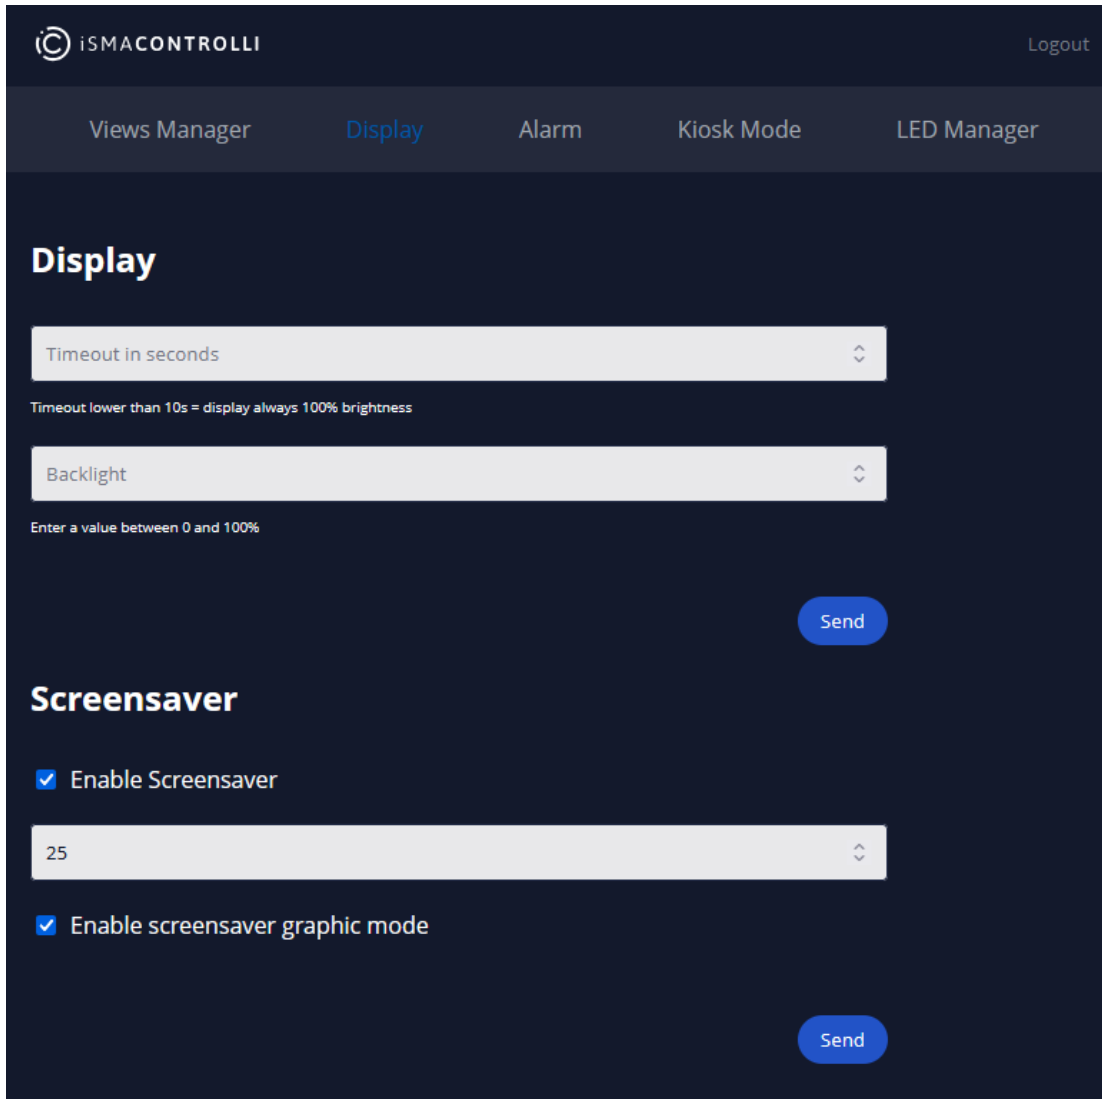 iSMACONTROLLI
Logout
Views Manager Display Alarm Kiosk Mode LED Manager
Display
Timeout in seconds
Timeout lower than 10s = display always 100% brightness
Backlight
Enter a value between 0 and 100%
Send
Screensaver
Enable Screensaver
25
Enable screensaver graphic mode
Send